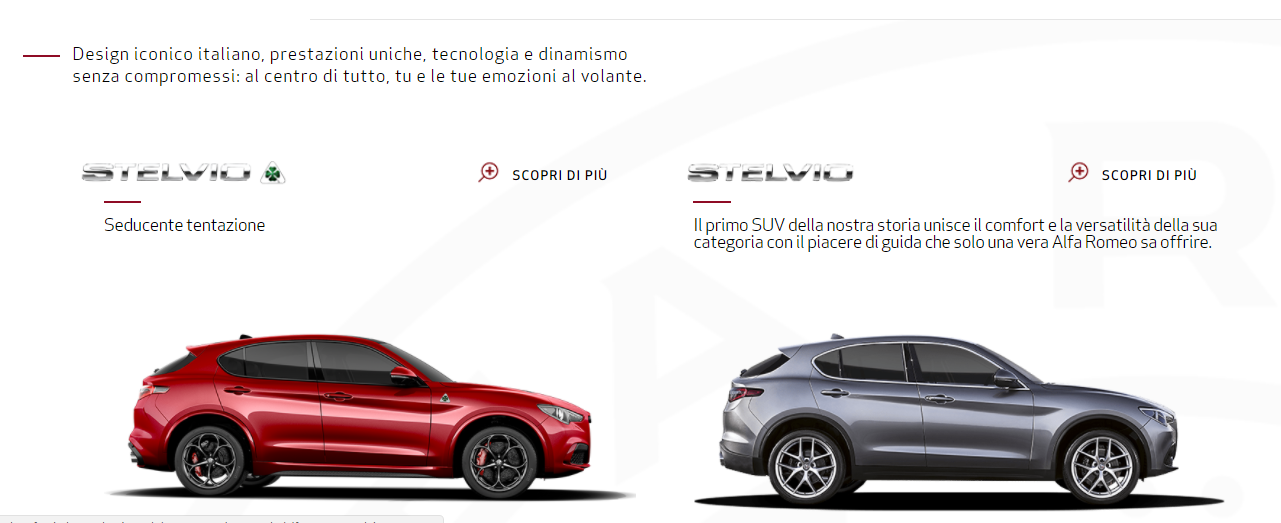 Design iconico italiano, prestazioni uniche, tecnologia e dinamismo
senza compromessi: al centro di tutto, tu e le tue emozioni al volante.
STELVIO
SCOPRI DI PIÙ
Seducente tentazione
STELVIO
SCOPRI DI PIÙ
Il primo SUV della nostra storia unisce il comfort e la versatilità della sua
categoria con il piacere di guida che solo una vera Alfa Romeo sa offrire.